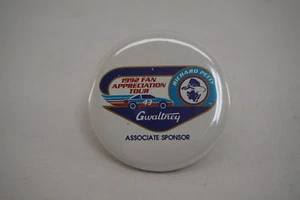 1992 FAN
APPRECIATION
TOUR
RICHARD PETTY
43
Gwaltney
ASSOCIATE SPONSOR